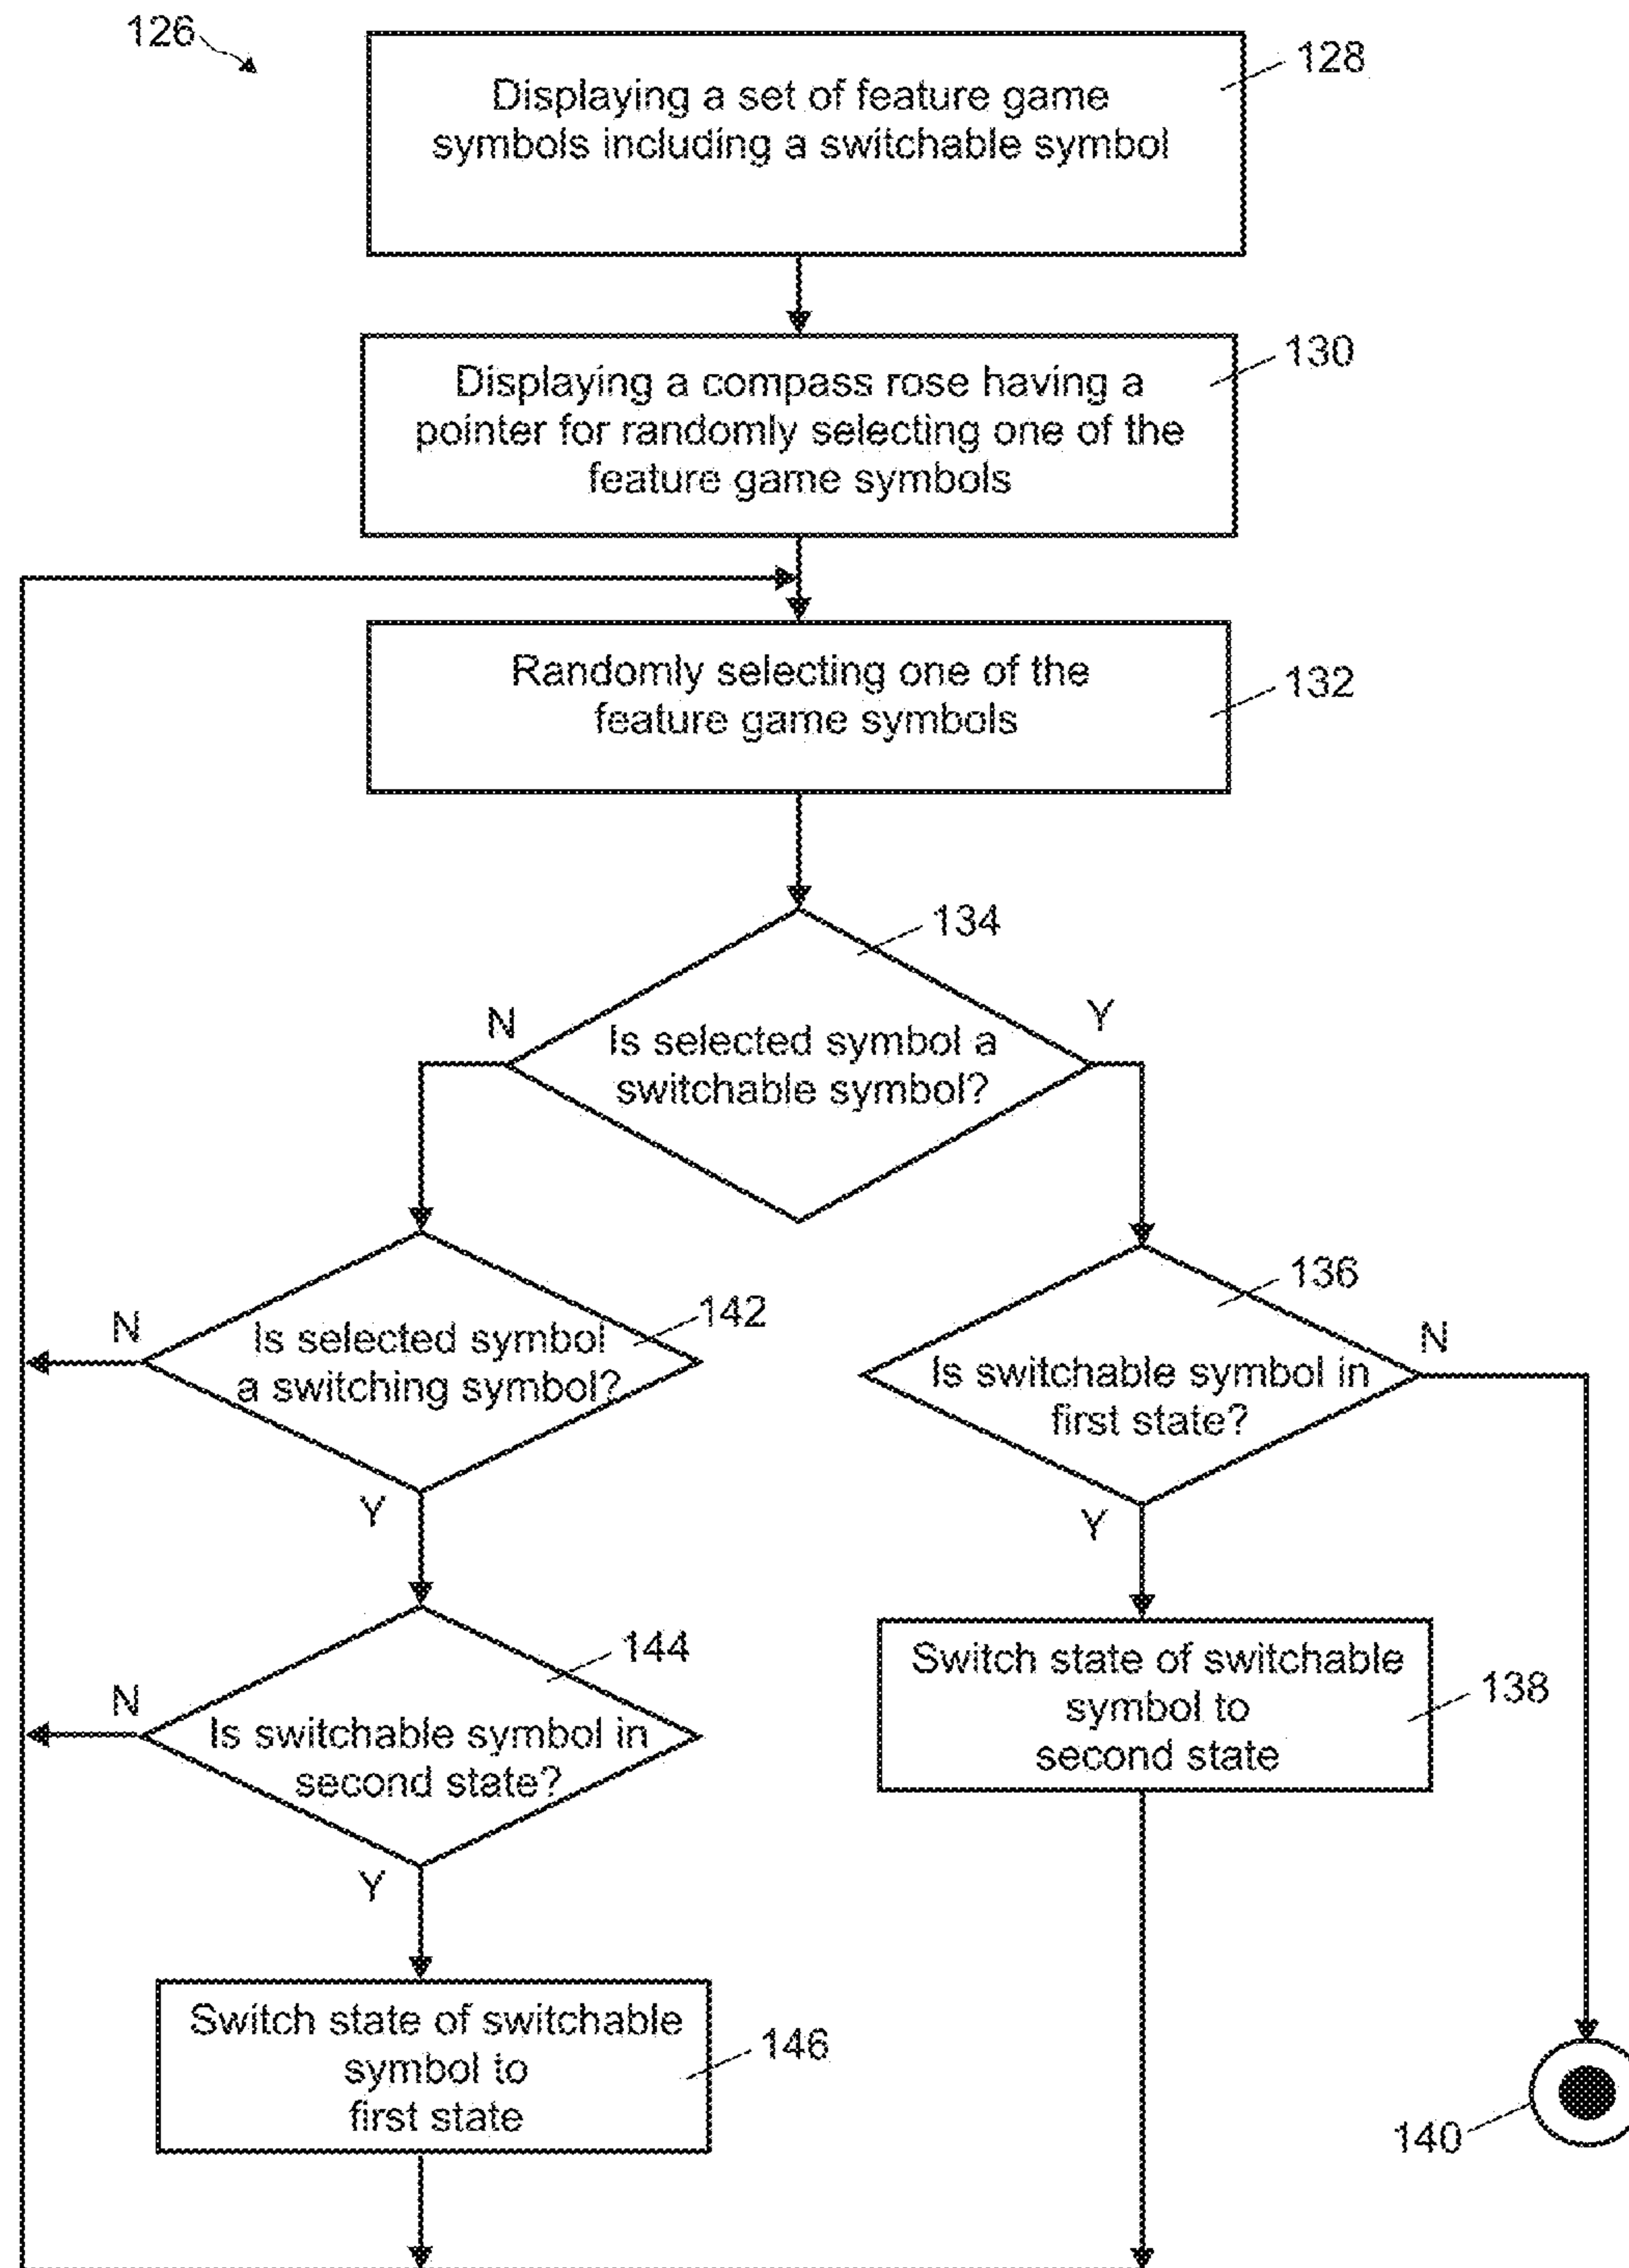 126
128
Displaying a set of feature game
symbols including a switchable symbol
130
Displaying a compass rose having a
pointer for randomly selecting one of the
feature game symbols
132
Randomly selecting one of the
feature game symbols
134
N
Y
Is selected symbol a
switchable symbol?
142
N
Is selected symbol
a switching symbol?
Y
136
N
Is switchable symbol in
first state?
Y
144
N
Is switchable symbol in
second state?
Y
Switch state of switchable
symbol to
second state
138
Switch state of switchable
symbol to
first state
146
140